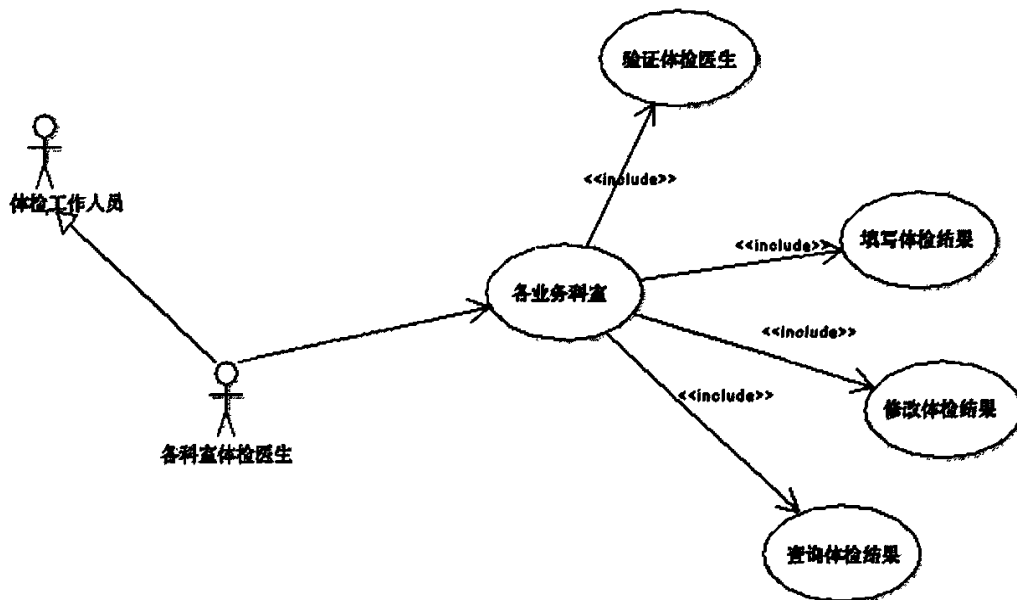 验证体检医生
体检工作人员
<<include>>
填写体检结果
<<include>>
各业务科室
<<include>>
修改体检结果
<<include>>
各科室体检医生
查询体检结果